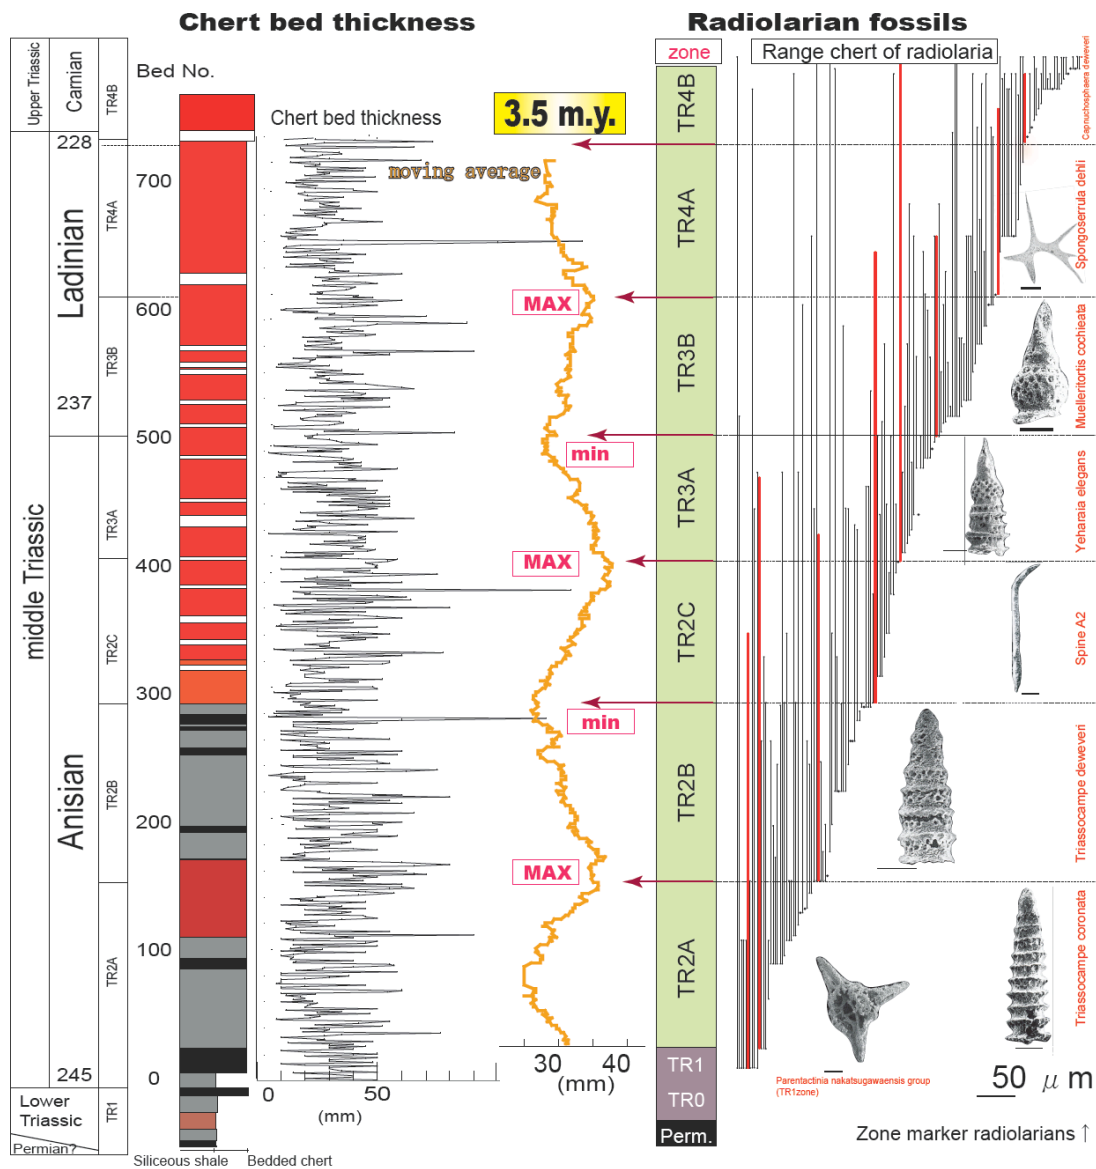 Chert bed thickness
Radiolarian fossils
Upper Triassic
Carnian
TR4B
Bed No.
Chert bed thickness
3.5 m.y.
zone
Range chert of radiolaria
TR4B
Capnuchosphaera deweveri
228
700
moving average
TR4A
Ladinian
TR4A
Spongoserrula dehli
600
MAX
TR3B
237
TR3B
Muelleritortis cochleata
500
min
middle Triassic
TR3A
TR3A
Yeharaia elegans
400
MAX
TR2C
TR2C
Spine A2
300
min
Anisian
TR2B
TR2B
Triassocampe deweveri
200
MAX
100
TR2A
TR2A
Triassocampe coronata
245
0
0
50
(mm)
30
40
(mm)
TR1
TR0
Perm.
Parentactinia nakatsugawaensis group
(TR1zone)
50 μ m
Lower
Triassic
TR1
Permian?
Siliceous shale
Bedded chert
Zone marker radiolarians ↑